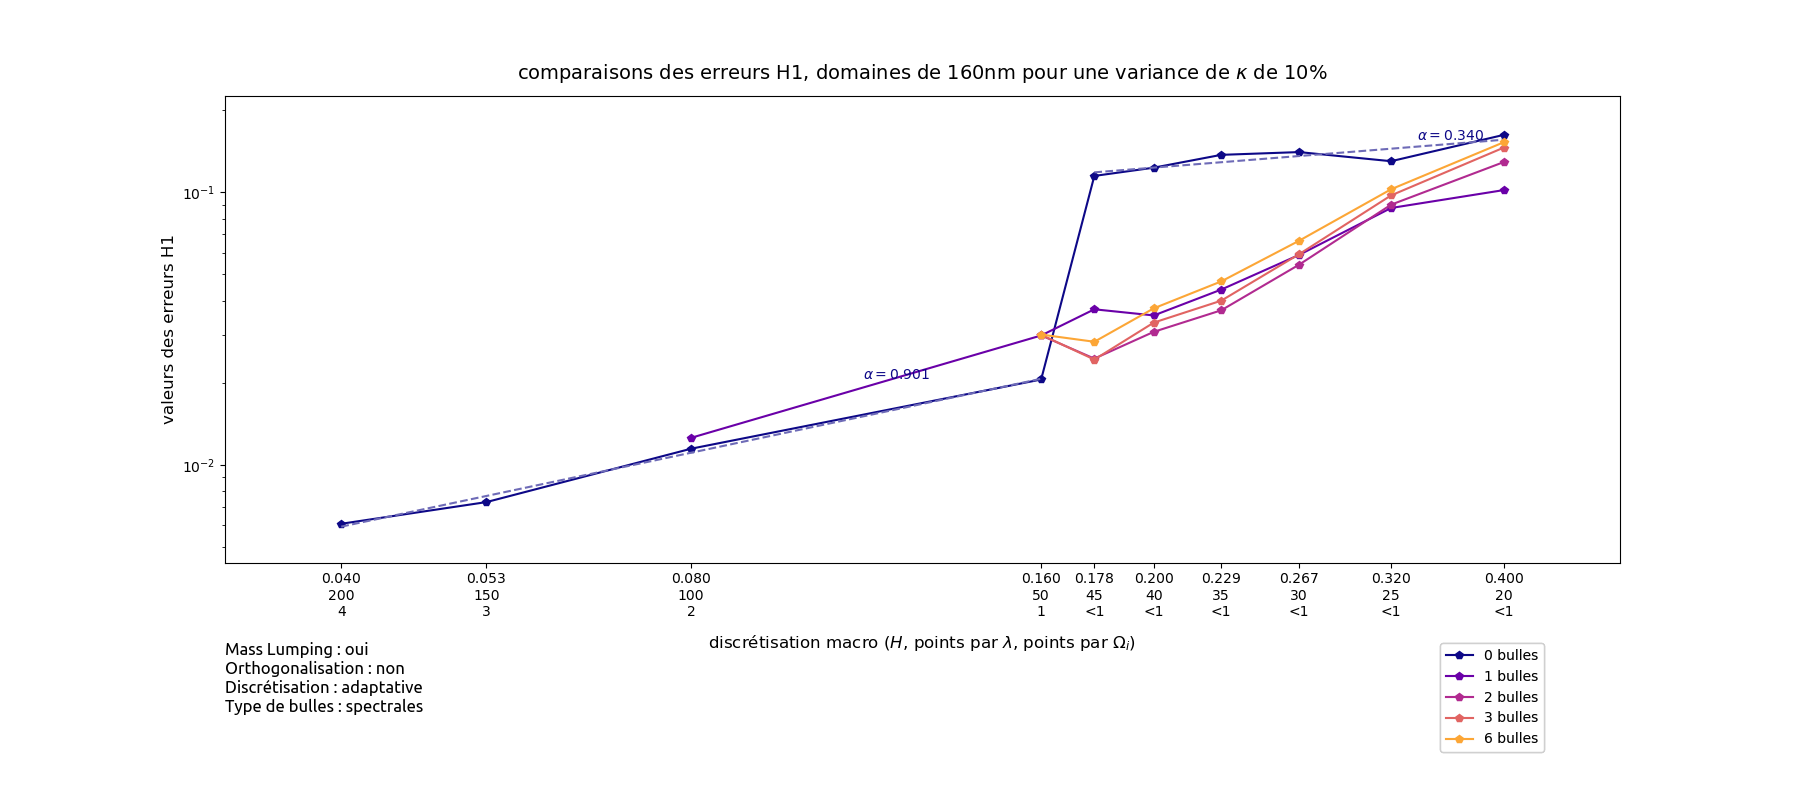 comparaisons des erreurs H1, domaines de 160nm pour une variance de κ de 10%
valeurs des erreurs H1
10⁻¹
10⁻²
α = 0.340
α = 0.901
0.040 0.053 0.080 0.160 0.178 0.200 0.229 0.267 0.320 0.400
200 150 100 50 45 40 35 30 25 20
4 3 2 1 <1 <1 <1 <1 <1 <1
discrétisation macro (H, points par λ, points par Ωᵢ)
Mass Lumping : oui
Orthogonalisation : non
Discrétisation : adaptative
Type de bulles : spectrales
0 bulles
1 bulles
2 bulles
3 bulles
6 bulles